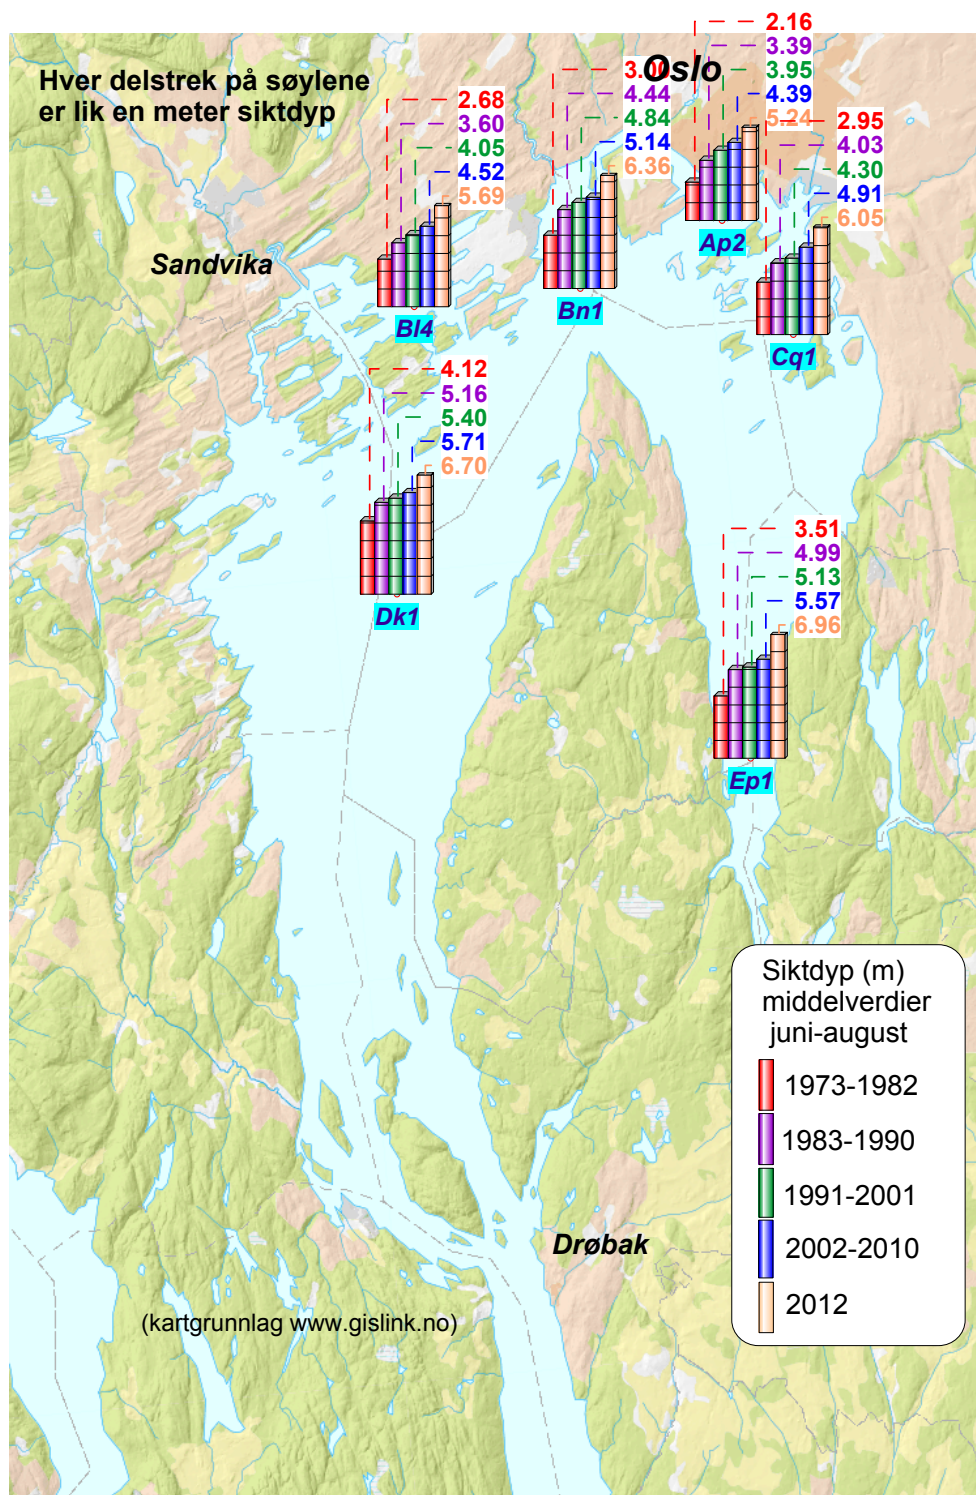 Hver delstrek på søylene
er lik en meter siktdyp
2.68
3.60
4.05
4.52
5.69
Bl4
3.00
4.44
4.84
5.14
6.36
Bn1
Oslo
2.16
3.39
3.95
4.39
5.24
Ap2
2.95
4.03
4.30
4.91
6.05
Cq1
Sandvika
4.12
5.16
5.40
5.71
6.70
Dk1
3.51
4.99
5.13
5.57
6.96
Ep1
Siktdyp (m)
middelverdier
juni-august
1973-1982
1983-1990
1991-2001
2002-2010
2012
Drøbak
(kartgrunnlag www.gislink.no)